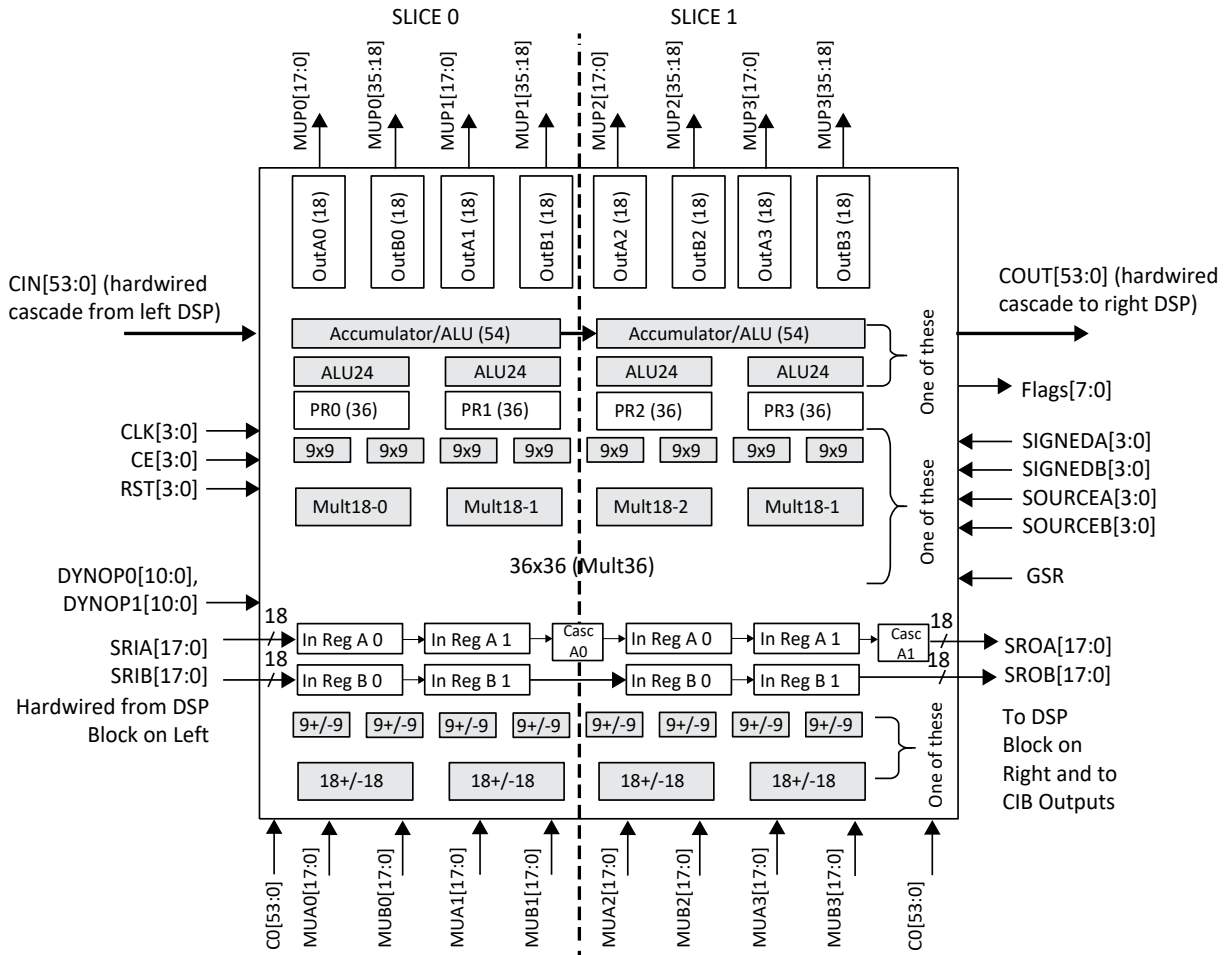 SLICE 0
SLICE 1
MUP0[17:0]
MUP0[35:18]
MUP1[17:0]
MUP1[35:18]
MUP2[17:0]
MUP2[35:18]
MUP3[17:0]
MUP3[35:18]
OutA0 (18)
OutB0 (18)
OutA1 (18)
OutB1 (18)
OutA2 (18)
OutB2 (18)
OutA3 (18)
OutB3 (18)
CIN[53:0] (hardwired
cascade from left DSP)
COUT[53:0] (hardwired
cascade to right DSP)
Accumulator/ALU (54)
Accumulator/ALU (54)
One of these
ALU24
ALU24
ALU24
ALU24
Flags[7:0]
PR0 (36)
PR1 (36)
PR2 (36)
PR3 (36)
CLK[3:0]
CE[3:0]
RST[3:0]
9x9
9x9
9x9
9x9
9x9
9x9
9x9
9x9
SIGNEDA[3:0]
SIGNEDB[3:0]
SOURCEA[3:0]
SOURCEB[3:0]
Mult18-0
Mult18-1
Mult18-2
Mult18-1
One of these
36x36 (Mult36)
GSR
DYNOP0[10:0],
DYNOP1[10:0]
18
SRIA[17:0]
In Reg A 0
In Reg A 1
Casc
A0
In Reg A 0
In Reg A 1
Casc
A1
18
SROA[17:0]
18
SRIB[17:0]
In Reg B 0
In Reg B 1
In Reg B 0
In Reg B 1
18
SROB[17:0]
Hardwired from DSP
Block on Left
9+/-9
9+/-9
9+/-9
9+/-9
9+/-9
9+/-9
9+/-9
9+/-9
18+/-18
18+/-18
18+/-18
18+/-18
One of these
To DSP
Block on
Right and to
CIB Outputs
C0[53:0]
MUA0[17:0]
MUB0[17:0]
MUA1[17:0]
MUB1[17:0]
MUA2[17:0]
MUB2[17:0]
MUA3[17:0]
MUB3[17:0]
C0[53:0]